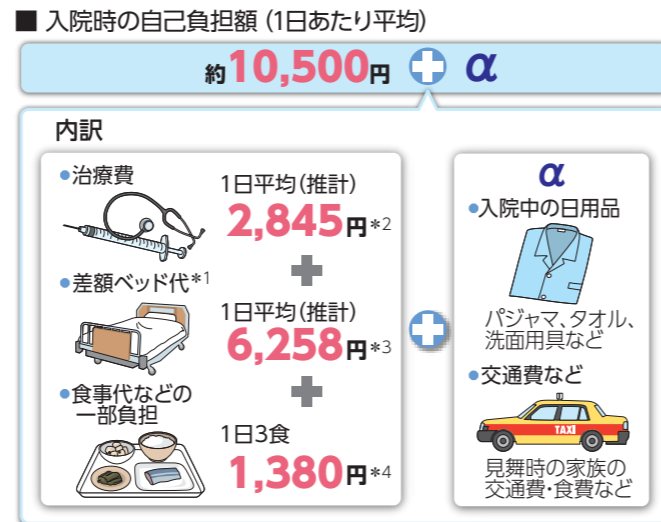 ■ 入院時の自己負担額（1日あたり平均）
約10,500円 + α
内訳
●治療費
1日平均（推計）
2,845円*2
+
●差額ベッド代*1
1日平均（推計）
6,258円*3
+
●食事代などの
一部負担
1日3食
1,380円*4
+
α
●入院中の日用品
パジャマ、タオル、
洗面用具など
●交通費など
TAXI
見舞時の家族の
交通費・食費など